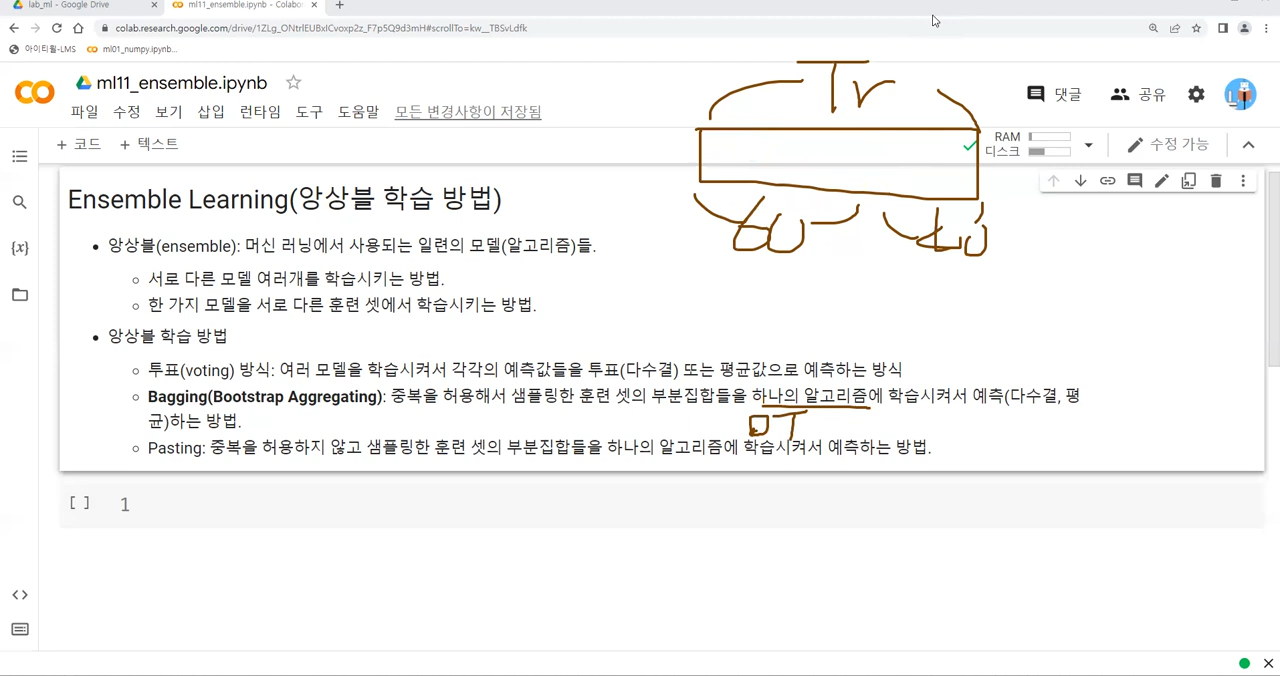 lab_ml - Google Drive
ml11_ensemble.ipynb - Colabor
colab.research.google.com/drive/1ZLg_ONtrlEUBxICvoxp2z_F7p5Q9d3mH#scrollTo=kw__TBSvLdfk
아이티윌-LMS
ml01_numpy.ipynb...
CO
ml11_ensemble.ipynb
댓글
공유
파일 수정 보기 삽입 런타임 도구 도움말 모든 변경사항이 저장됨
Tr
+ 코드 + 텍스트
RAM
디스크
수정 가능
Ensemble Learning(앙상블 학습 방법)
60 40
앙상블(ensemble): 머신 러닝에서 사용되는 일련의 모델(알고리즘)들.
서로 다른 모델 여러개를 학습시키는 방법.
{x}
한 가지 모델을 서로 다른 훈련 셋에서 학습시키는 방법.
앙상블 학습 방법
투표(voting) 방식: 여러 모델을 학습시켜서 각각의 예측값들을 투표(다수결) 또는 평균값으로 예측하는 방식
Bagging(Bootstrap Aggregating): 중복을 허용해서 샘플링한 훈련 셋의 부분집합들을 하나의 알고리즘에 학습시켜서 예측(다수결, 평
균)하는 방법.
DT
Pasting: 중복을 허용하지 않고 샘플링한 훈련 셋의 부분집합들을 하나의 알고리즘에 학습시켜서 예측하는 방법.
[ ] 1